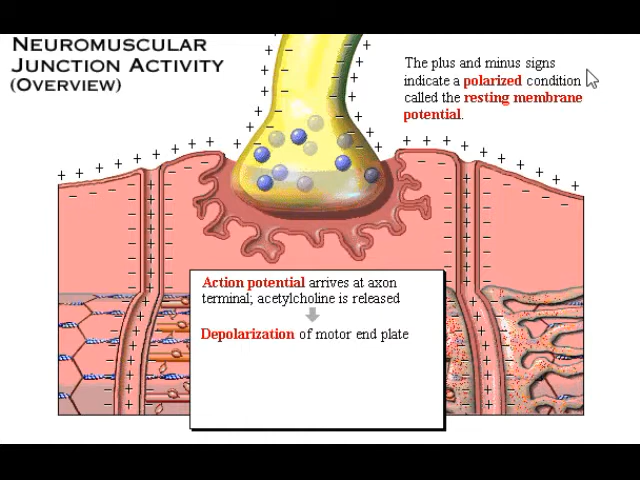 NEUROMUSCULAR
JUNCTION ACTIVITY
(OVERVIEW)
The plus and minus signs
indicate a polarized condition
called the resting membrane
potential.
Action potential arrives at axon
terminal; acetylcholine is released
Depolarization of motor end plate